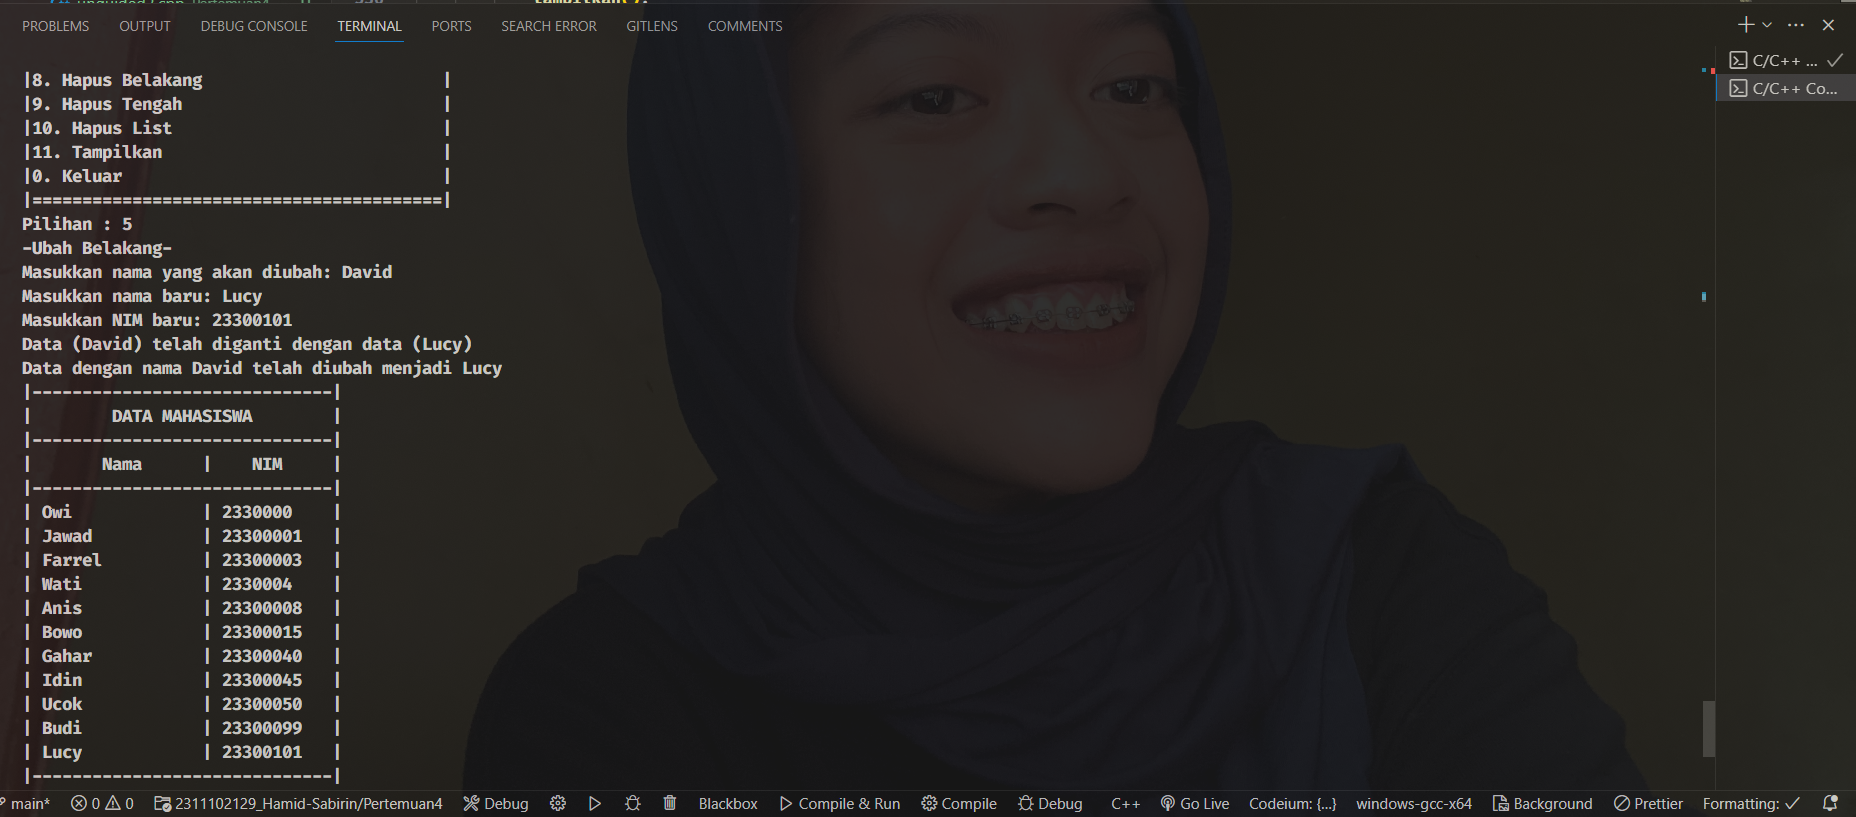 PROBLEMS OUTPUT DEBUG CONSOLE TERMINAL PORTS SEARCH ERROR GITLENS COMMENTS
C/C++ ...
C/C++ Co...
|8. Hapus Belakang                        |
|9. Hapus Tengah                          |
|10. Hapus List                           |
|11. Tampilkan                            |
|0. Keluar                                |
|=========================================|
Pilihan : 5
-Ubah Belakang-
Masukkan nama yang akan diubah: David
Masukkan nama baru: Lucy
Masukkan NIM baru: 23300101
Data (David) telah diganti dengan data (Lucy)
Data dengan nama David telah diubah menjadi Lucy
|------------------------------|
|        DATA MAHASISWA        |
|------------------------------|
|       Nama      |    NIM     |
|------------------------------|
| Owi             | 2330000    |
| Jawad           | 23300001   |
| Farrel          | 23300003   |
| Wati            | 2330004    |
| Anis            | 23300008   |
| Bowo            | 23300015   |
| Gahar           | 23300040   |
| Idin            | 23300045   |
| Ucok            | 23300050   |
| Budi            | 23300099   |
| Lucy            | 23300101   |
|------------------------------|
main* 0 0 2311102129_Hamid-Sabirin/Pertemuan4 Debug Blackbox Compile & Run Compile Debug C++ Go Live Codeium: {...} windows-gcc-x64 Background Prettier Formatting: